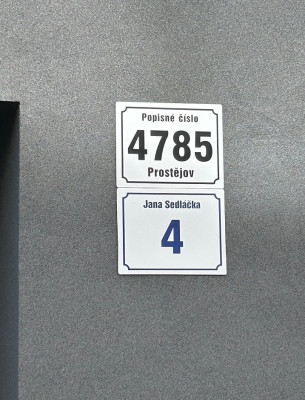 Popisné číslo
4785
Prostějov
Jana Sedláčka
4